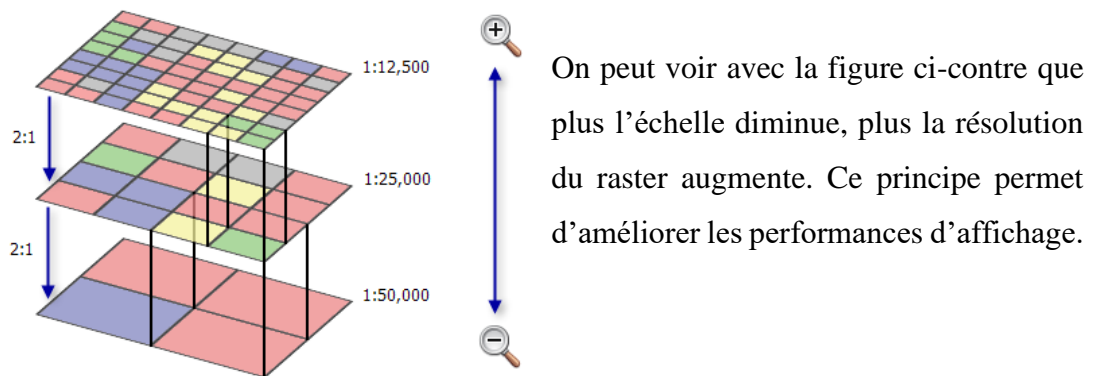 1:12,500
2:1
1:25,000
2:1
1:50,000
On peut voir avec la figure ci-contre que
plus l’échelle diminue, plus la résolution
du raster augmente. Ce principe permet
d’améliorer les performances d’affichage.